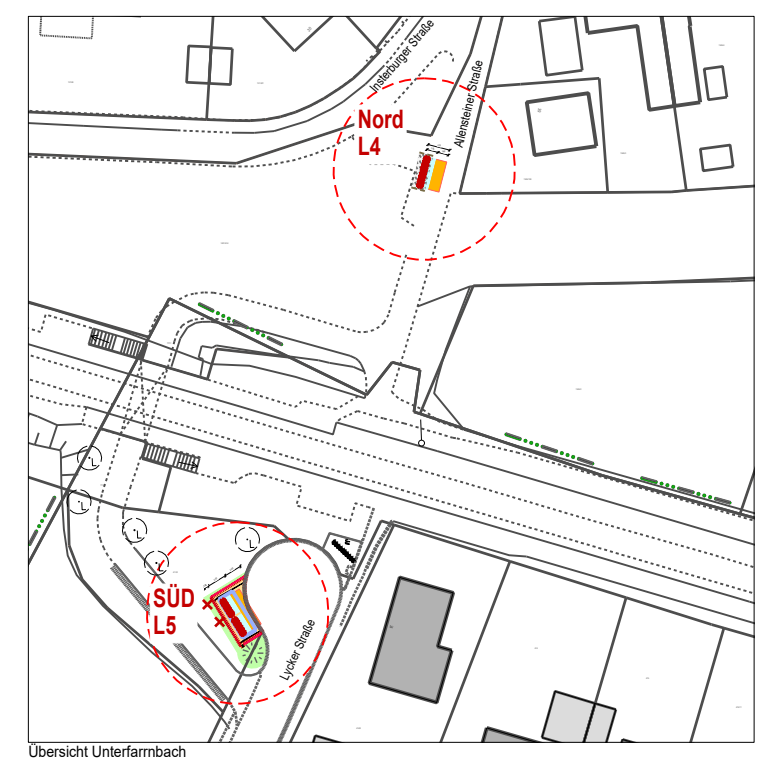 Insterburger Straße
Allensteiner Straße
Nord
L4
SÜD
L5
Lycker Straße
Übersicht Unterfarrnbach